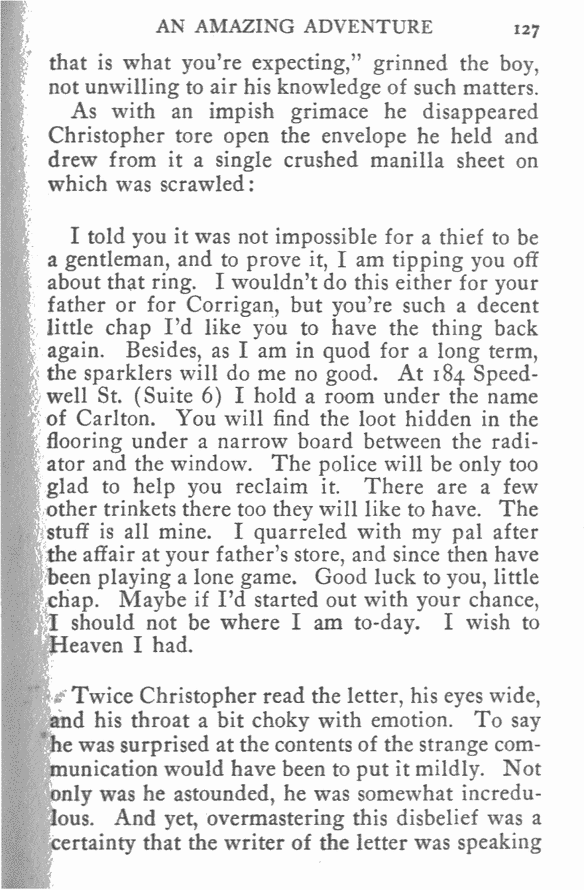 AN AMAZING ADVENTURE 127
that is what you're expecting," grinned the boy,
not unwilling to air his knowledge of such matters.
As with an impish grimace he disappeared
Christopher tore open the envelope he held and
drew from it a single crushed manilla sheet on
which was scrawled:
I told you it was not impossible for a thief to be
a gentleman, and to prove it, I am tipping you off
about that ring. I wouldn't do this either for your
father or for Corrigan, but you're such a decent
little chap I'd like you to have the thing back
again. Besides, as I am in quod for a long term,
the sparklers will do me no good. At 184 Speed-
well St. (Suite 6) I hold a room under the name
of Carlton. You will find the loot hidden in the
flooring under a narrow board between the radi-
ator and the window. The police will be only too
glad to help you reclaim it. There are a few
other trinkets there too they will like to have. The
stuff is all mine. I quarreled with my pal after
the affair at your father's store, and since then have
been playing a lone game. Good luck to you, little
chap. Maybe if I'd started out with your chance,
I should not be where I am to-day. I wish to
Heaven I had.
Twice Christopher read the letter, his eyes wide,
and his throat a bit choky with emotion. To say
he was surprised at the contents of the strange com-
munication would have been to put it mildly. Not
only was he astounded, he was somewhat incredu-
lous. And yet, overmastering this disbelief was a
certainty that the writer of the letter was speaking